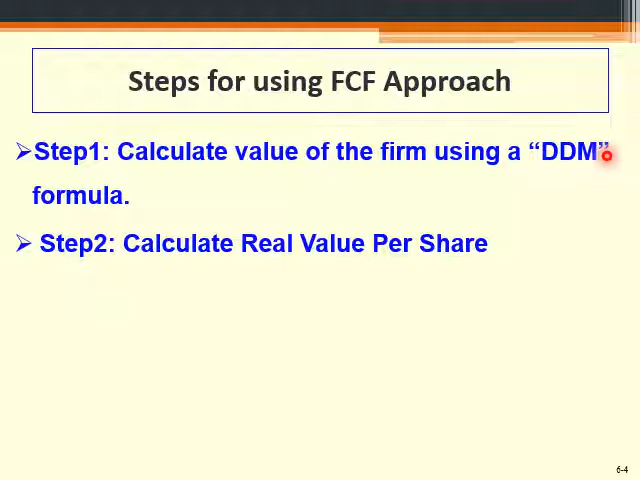 Steps for using FCF Approach
➢Step1: Calculate value of the firm using a “DDM”
formula.
➢ Step2: Calculate Real Value Per Share
6-4